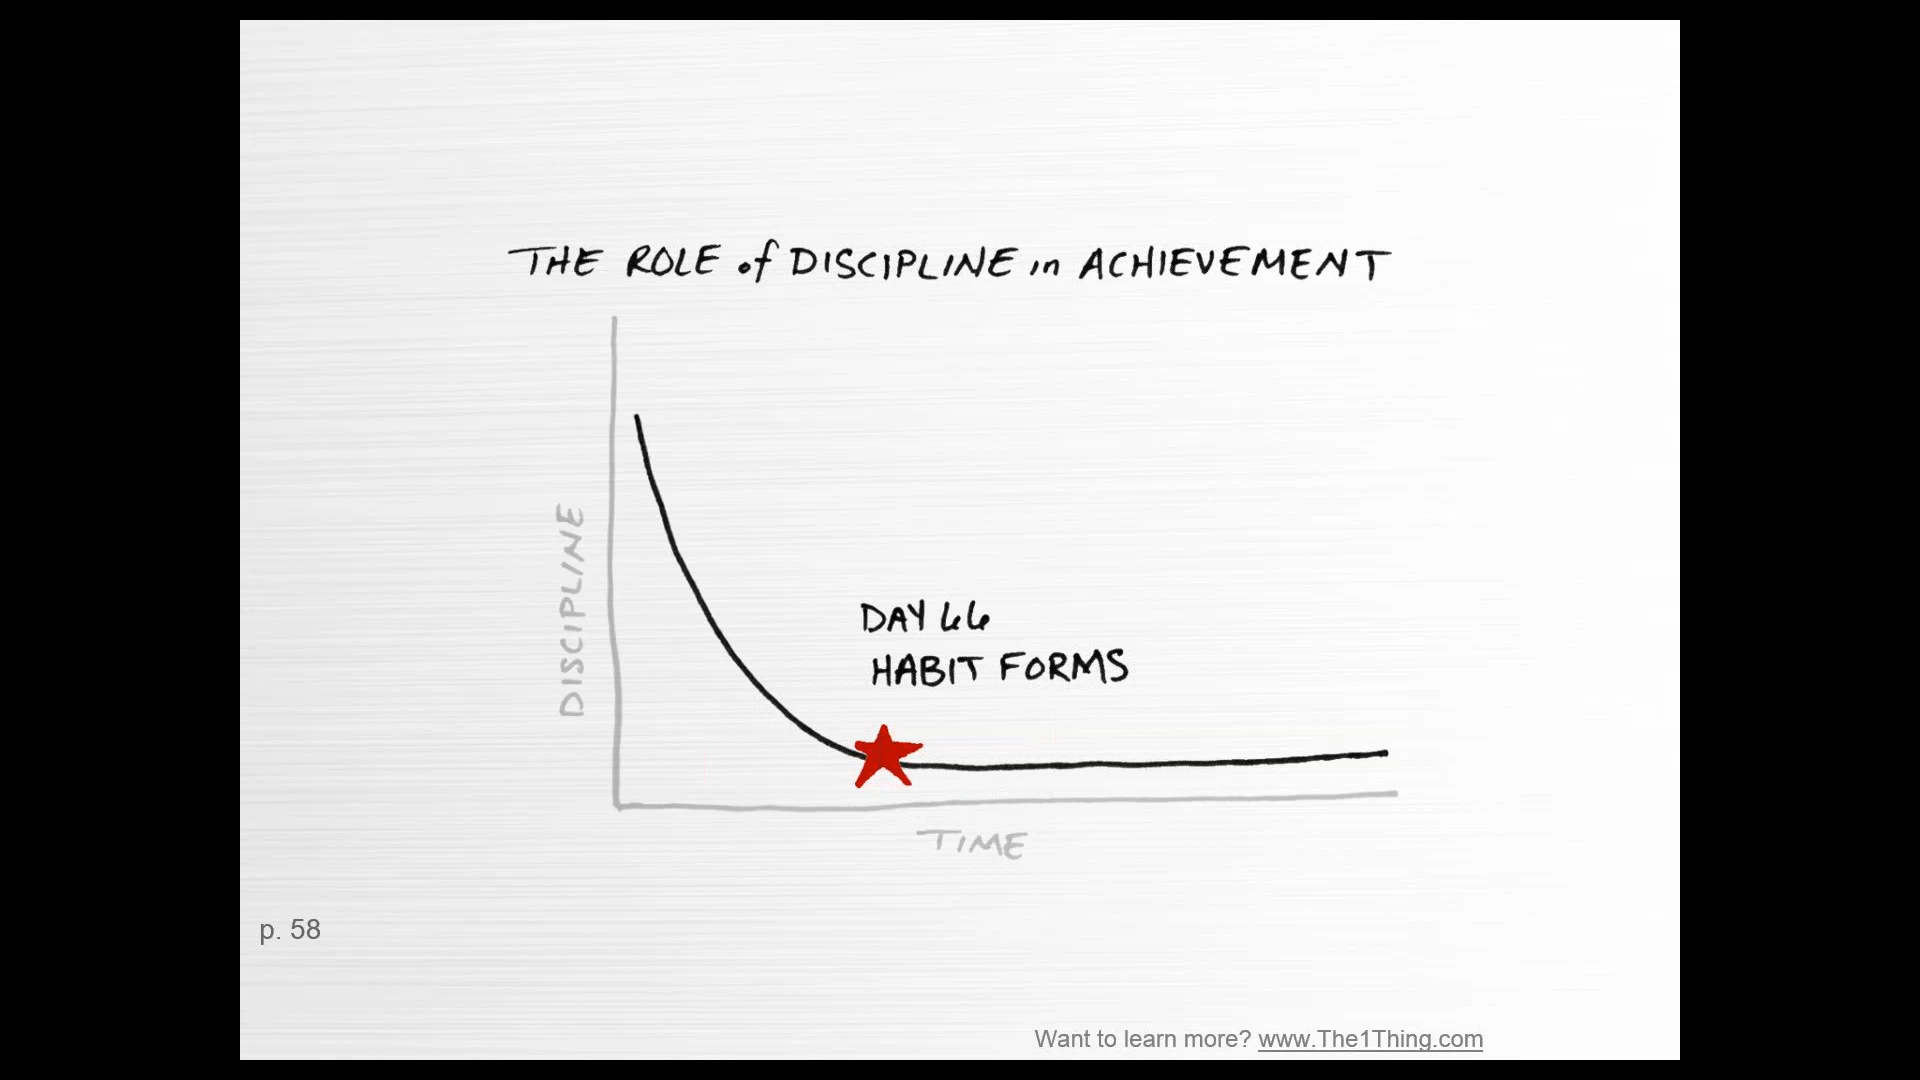 THE ROLE of DISCIPLINE in ACHIEVEMENT
DISCIPLINE
DAY 66
HABIT FORMS
TIME
p. 58
Want to learn more? www.The1Thing.com